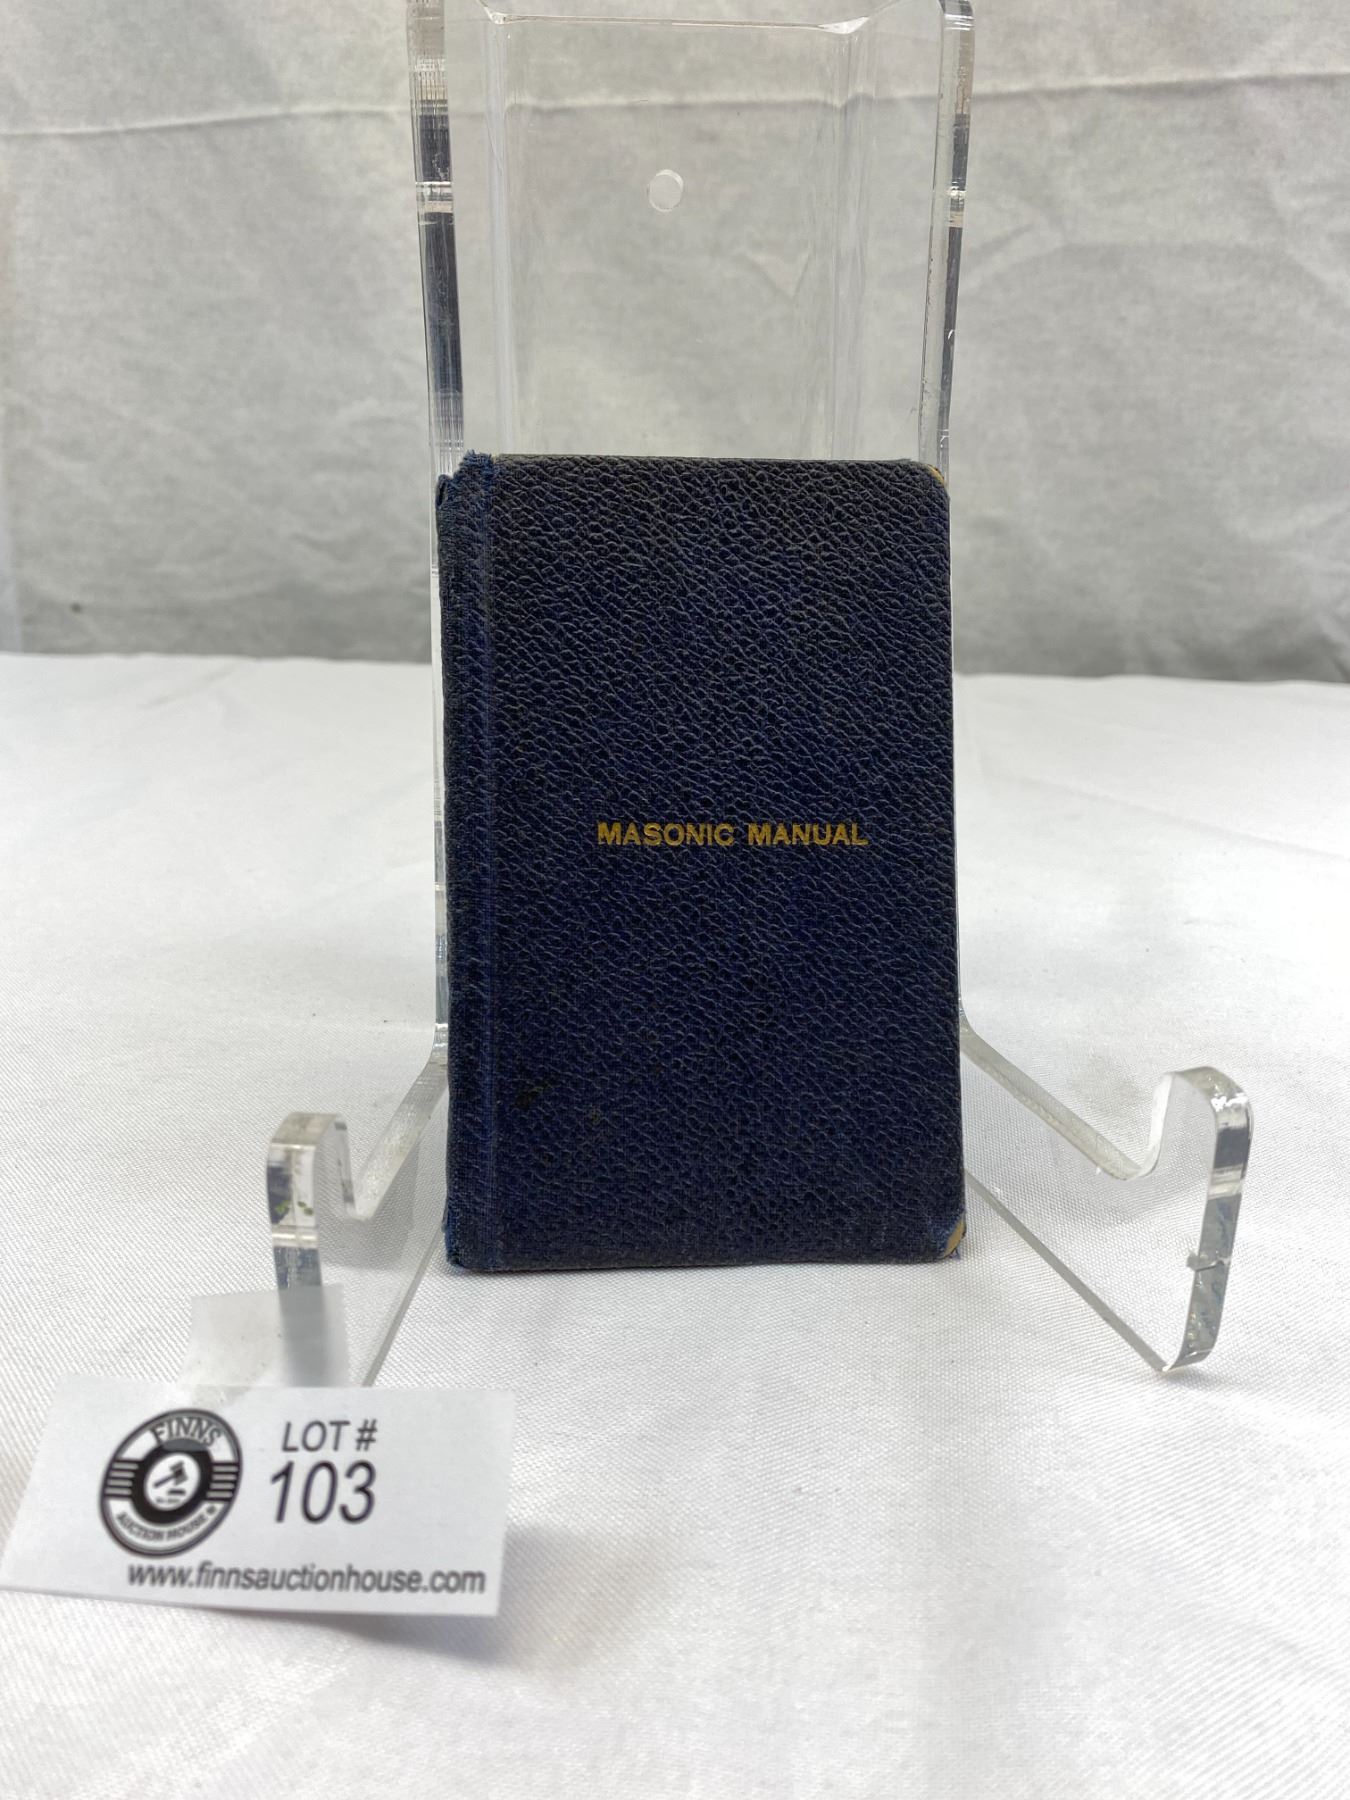 MASONIC MANUAL
FINNS
AUCTION HOUSE
LOT #
103
www.finnsauctionhouse.com